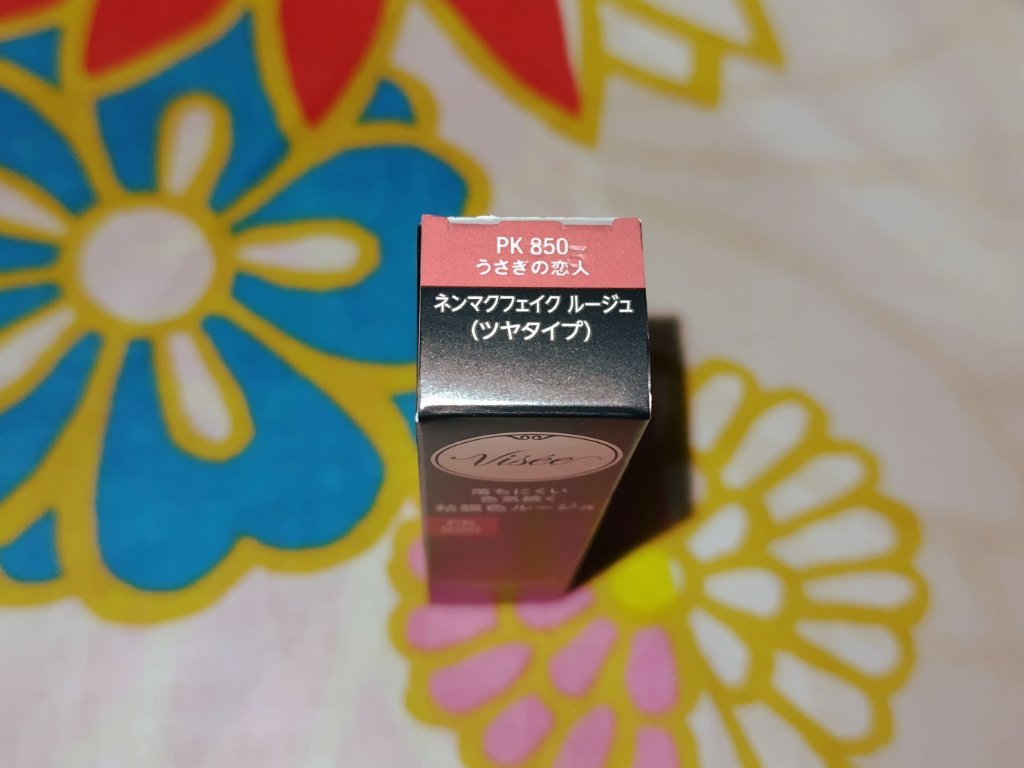 PK 850
うさぎの恋人
ネンマクフェイク ルージュ
(ツヤタイプ)
Visée